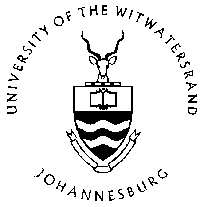 UNIVERSITY OF THE WITWATERSRAND
JOHANNESBURG